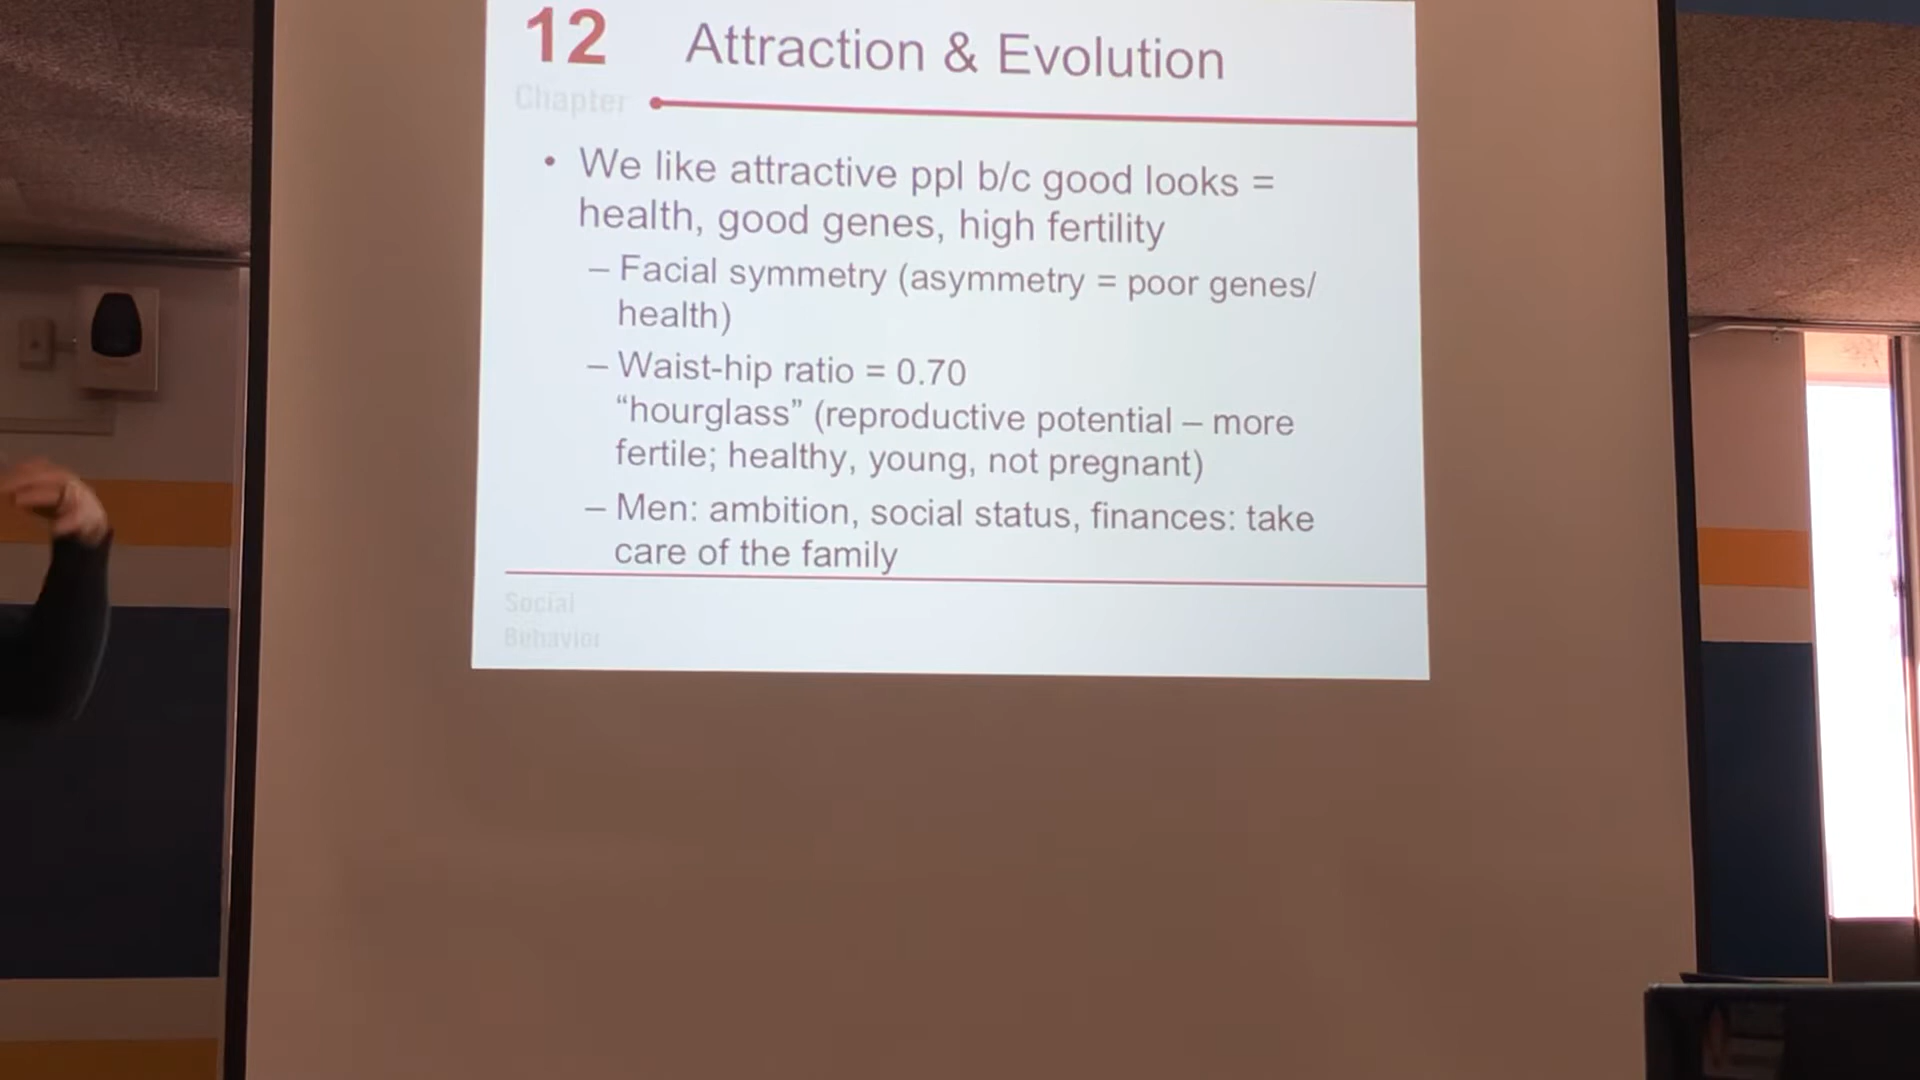 12 Attraction & Evolution
Chapter
• We like attractive ppl b/c good looks =
health, good genes, high fertility
– Facial symmetry (asymmetry = poor genes/
health)
– Waist-hip ratio = 0.70
“hourglass” (reproductive potential – more
fertile; healthy, young, not pregnant)
– Men: ambition, social status, finances: take
care of the family
Social
Behavior